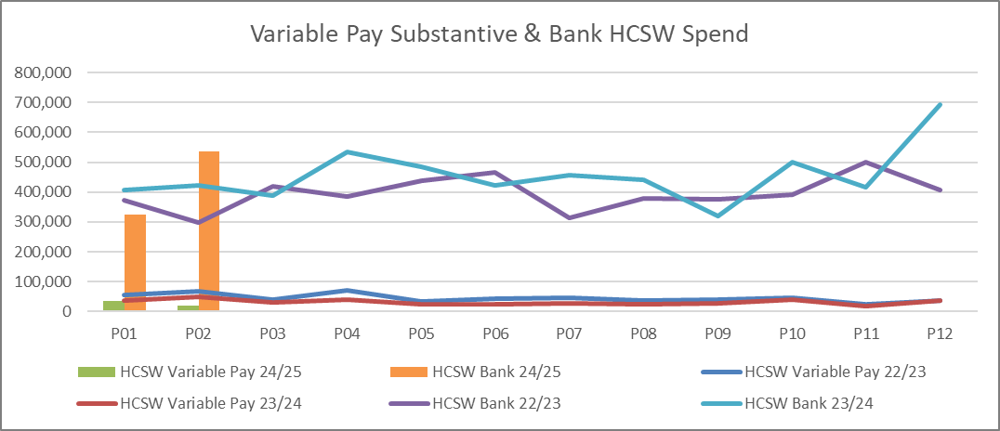 Variable Pay Substantive & Bank HCSW Spend
800,000
700,000
600,000
500,000
400,000
300,000
200,000
100,000
0
P01 P02 P03 P04 P05 P06 P07 P08 P09 P10 P11 P12
HCSW Variable Pay 24/25 HCSW Bank 24/25 HCSW Variable Pay 22/23
HCSW Variable Pay 23/24 HCSW Bank 22/23 HCSW Bank 23/24